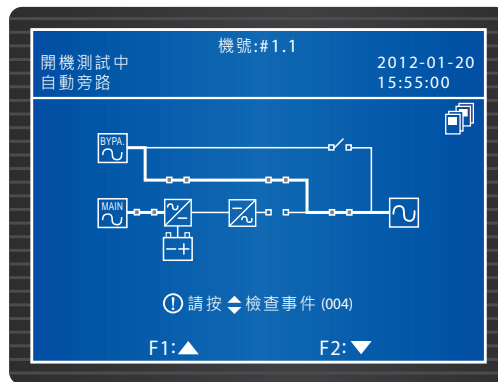 機號:#1.1
開機測試中
自動旁路
2012-01-20
15:55:00
BYPA.
MAIN
請按 檢查事件 (004)
F1:
F2: